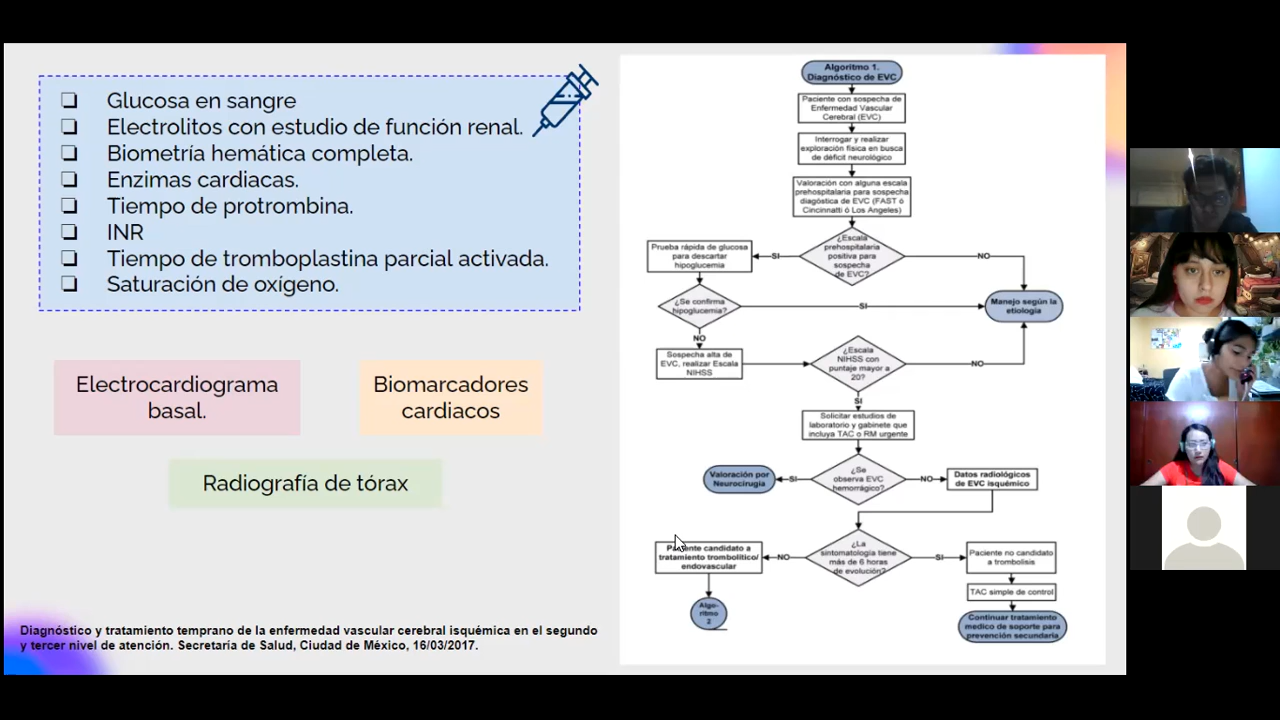 Glucosa en sangre
Electrolitos con estudio de función renal.
Biometria hemática completa.
Enzimas cardiacas.
Tiempo de protrombina.
INR
Tiempo de tromboplastina parcial activada.
Saturación de oxígeno.
Electrocardiograma
basal.
Biomarcadores
cardiacos
Radiografía de tórax
Diagnóstico y tratamiento temprano de la enfermedad vascular cerebral isquémica en el segundo
y tercer nivel de atención. Secretaría de Salud, Ciudad de México, 16/03/2017.
Algoritmo 1.
Diagnóstico de EVC
Paciente con sospecha de
Enfermedad Vascular
Cerebral (EVC)
Interrogar y realizar
exploración física en busca
de déficit neurológico
Valoración con alguna escala
prehospitalaria para sospecha
diagóstica de EVC (FAST ó
Cincinnatti ó Los Angeles)
¿Escala
prehospitalaria
positiva para
sospecha
de EVC?
SI
NO
Prueba rápida de glucosa
para descartar
hipoglucemia
¿Se confirma
hipoglucemia?
SI
NO
Manejo según la
etiología
Sospecha alta de
EVC, realizar Escala
NIHSS
¿Escala
NIHSS con
puntaje mayor a
20?
NO
SI
Solicitar estudios de
laboratorio y gabinete que
incluya TAC o RM urgente
¿Se
observa EVC
hemorrágico?
SI
NO
Valoración por
Neurocirugía
Datos radiológicos
de EVC isquémico
¿La
sintomatología tiene
más de 6 horas
de evolución?
NO
SI
Paciente candidato a
tratamiento trombolítico/
endovascular
Algo-
ritmo
2
Paciente no candidato
a trombolisis
TAC simple de control
Continuar tratamiento
medico de soporte para
prevención secundaria